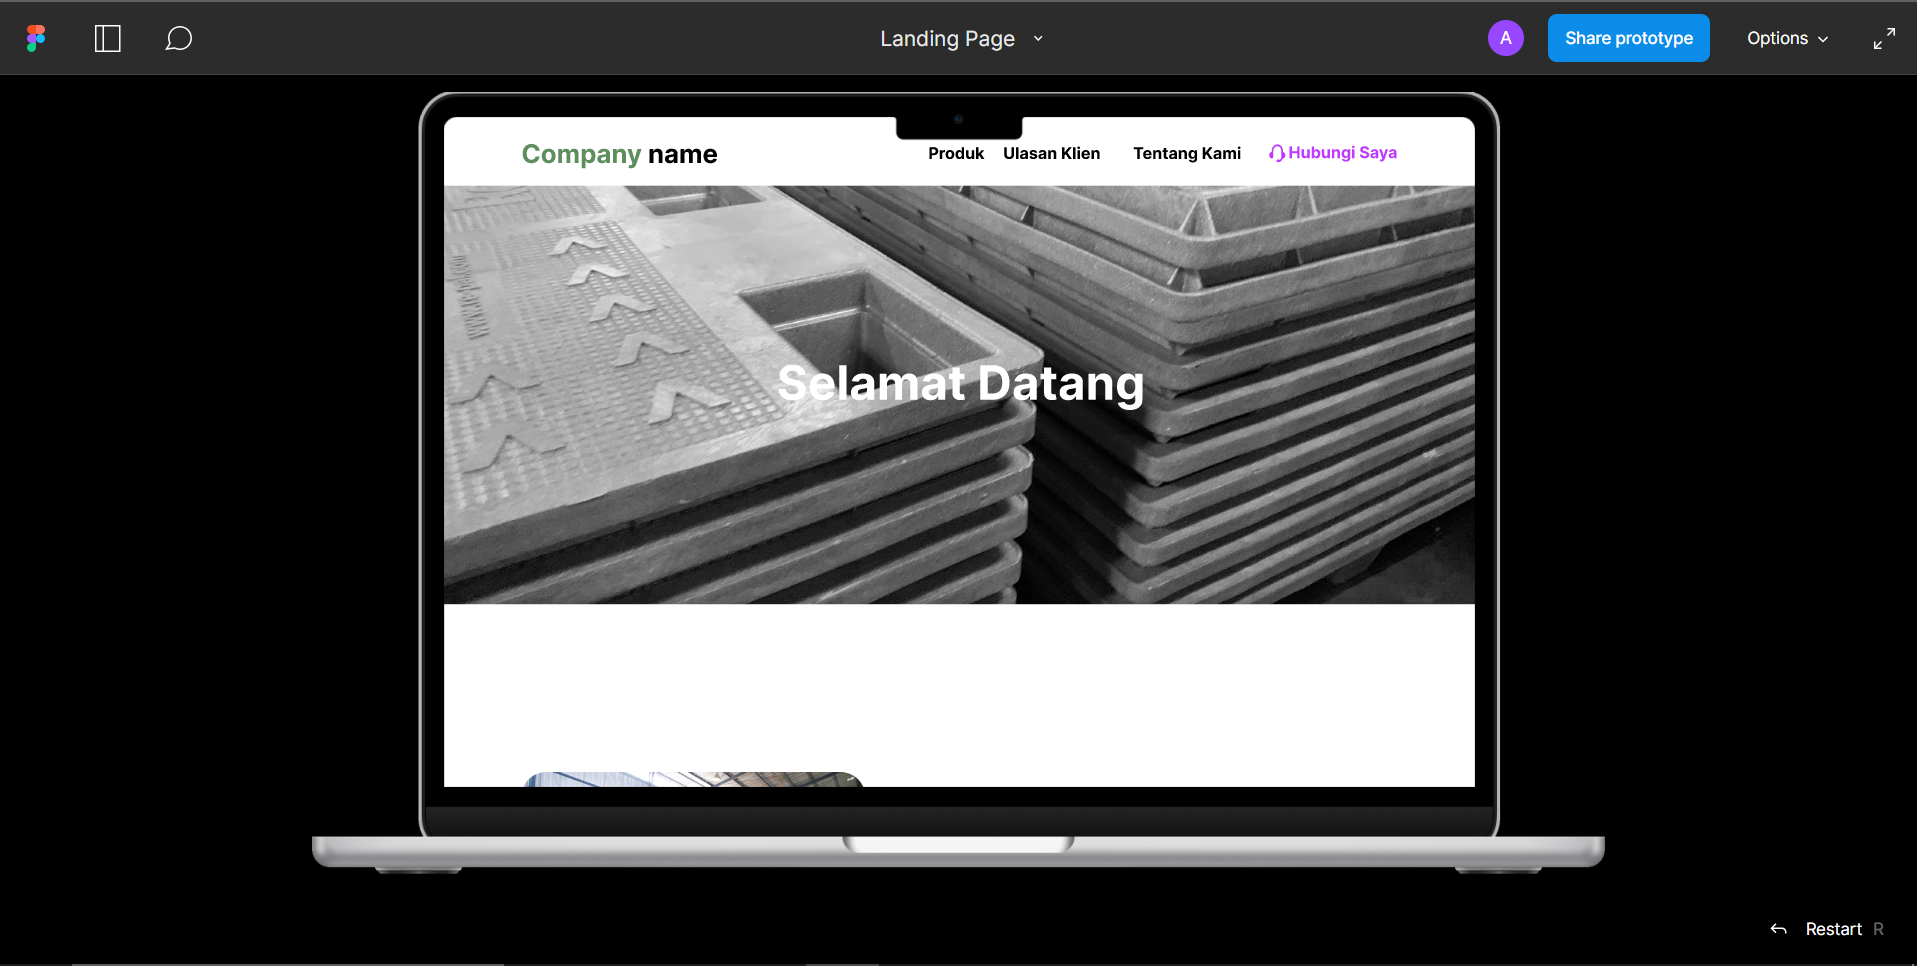 Landing Page
A
Share prototype
Options
Company name
Produk
Ulasan Klien
Tentang Kami
Hubungi Saya
Selamat Datang
Restart R